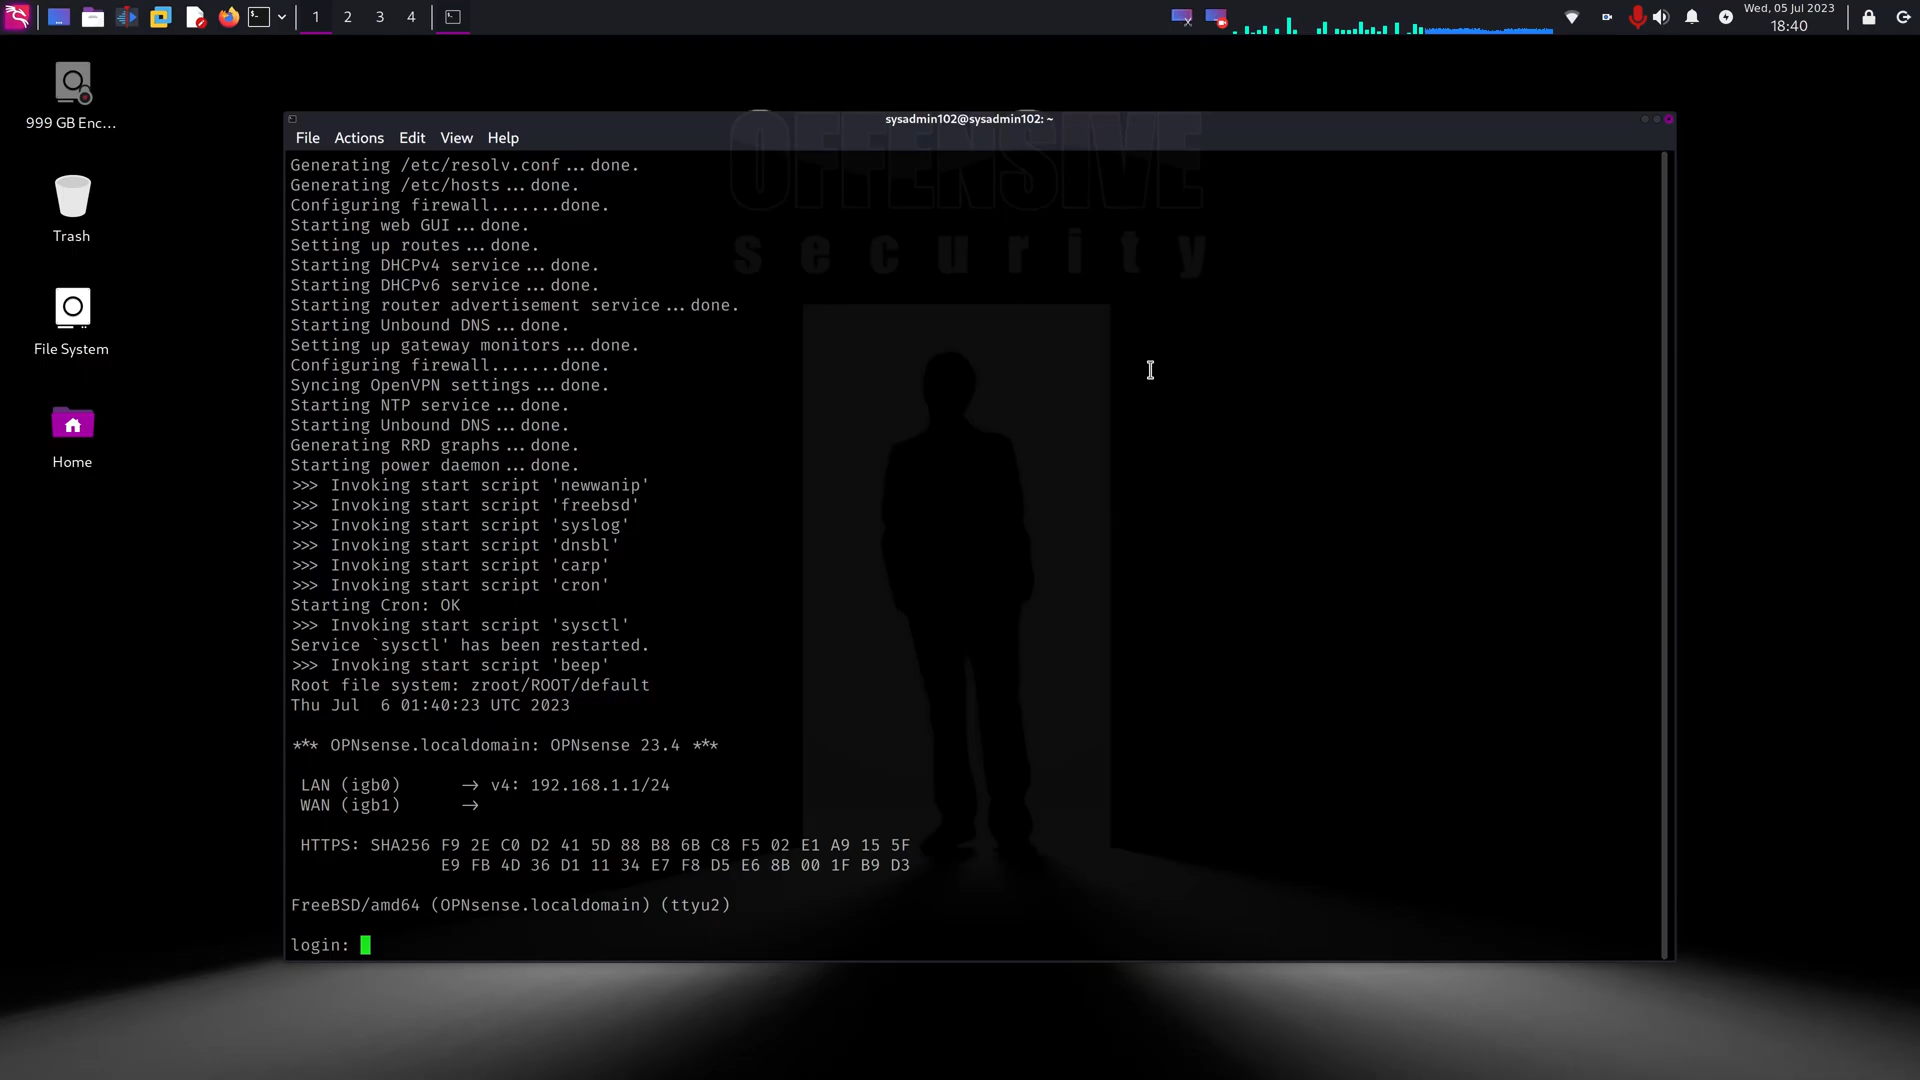 1 2 3 4
Wed, 05 Jul 2023
18:40
999 GB Enc...
Trash
File System
Home
sysadmin102@sysadmin102: ~
File Actions Edit View Help
OFFENSIVE
security
Generating /etc/resolv.conf...done.
Generating /etc/hosts...done.
Configuring firewall.......done.
Starting web GUI...done.
Setting up routes...done.
Starting DHCPv4 service...done.
Starting DHCPv6 service...done.
Starting router advertisement service...done.
Starting Unbound DNS...done.
Setting up gateway monitors...done.
Configuring firewall.......done.
Syncing OpenVPN settings...done.
Starting NTP service...done.
Starting Unbound DNS...done.
Generating RRD graphs...done.
Starting power daemon...done.
>>> Invoking start script 'newwanip'
>>> Invoking start script 'freebsd'
>>> Invoking start script 'syslog'
>>> Invoking start script 'dnsbl'
>>> Invoking start script 'carp'
>>> Invoking start script 'cron'
Starting Cron: OK
>>> Invoking start script 'sysctl'
Service `sysctl' has been restarted.
>>> Invoking start script 'beep'
Root file system: zroot/ROOT/default
Thu Jul  6 01:40:23 UTC 2023
*** OPNsense.localdomain: OPNsense 23.4 ***
LAN (igb0) -> v4: 192.168.1.1/24
WAN (igb1) ->
HTTPS: SHA256 F9 2E C0 D2 41 5D 88 B8 6B C8 F5 02 E1 A9 15 5F
E9 FB 4D 36 D1 11 34 E7 F8 D5 E6 8B 00 1F B9 D3
FreeBSD/amd64 (OPNsense.localdomain) (ttyu2)
login: